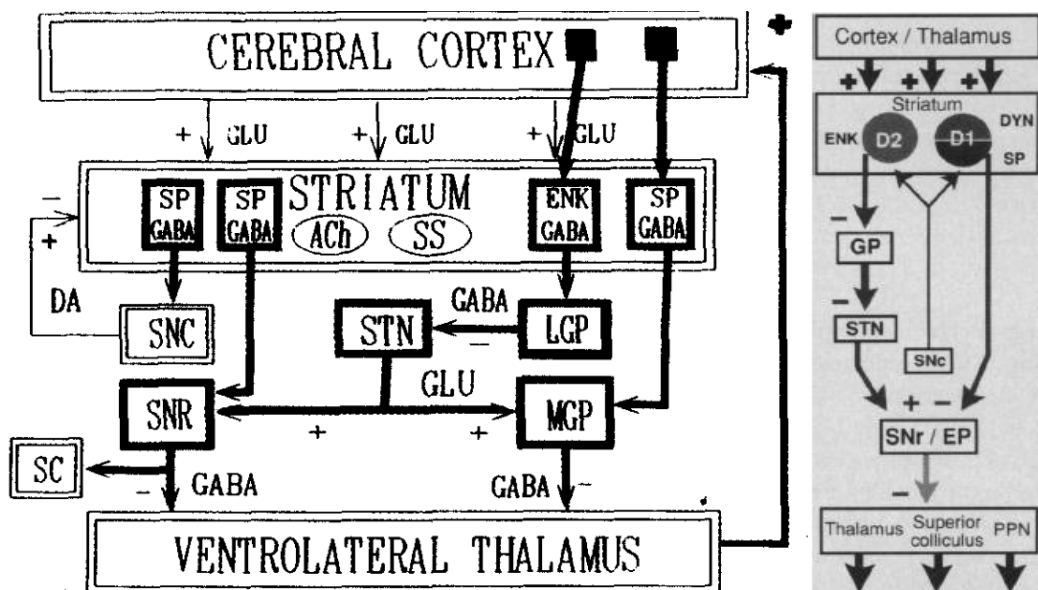 CEREBRAL CORTEX
+
+ GLU
+ GLU
+ GLU
STRIATUM
SP
GABA
SP
GABA
ACh
SS
ENK
GABA
SP
GABA
-
+
DA
SNC
STN
GABA
-
LGP
GLU
SNR
+
+
MGP
SC
-
GABA
GABA
-
VENTROLATERAL THALAMUS
Cortex / Thalamus
+ + +
Striatum
ENK
D2
D1
DYN
SP
-
GP
-
STN
SNc
+ -
SNr / EP
-
Thalamus
Superior
colliculus
PPN